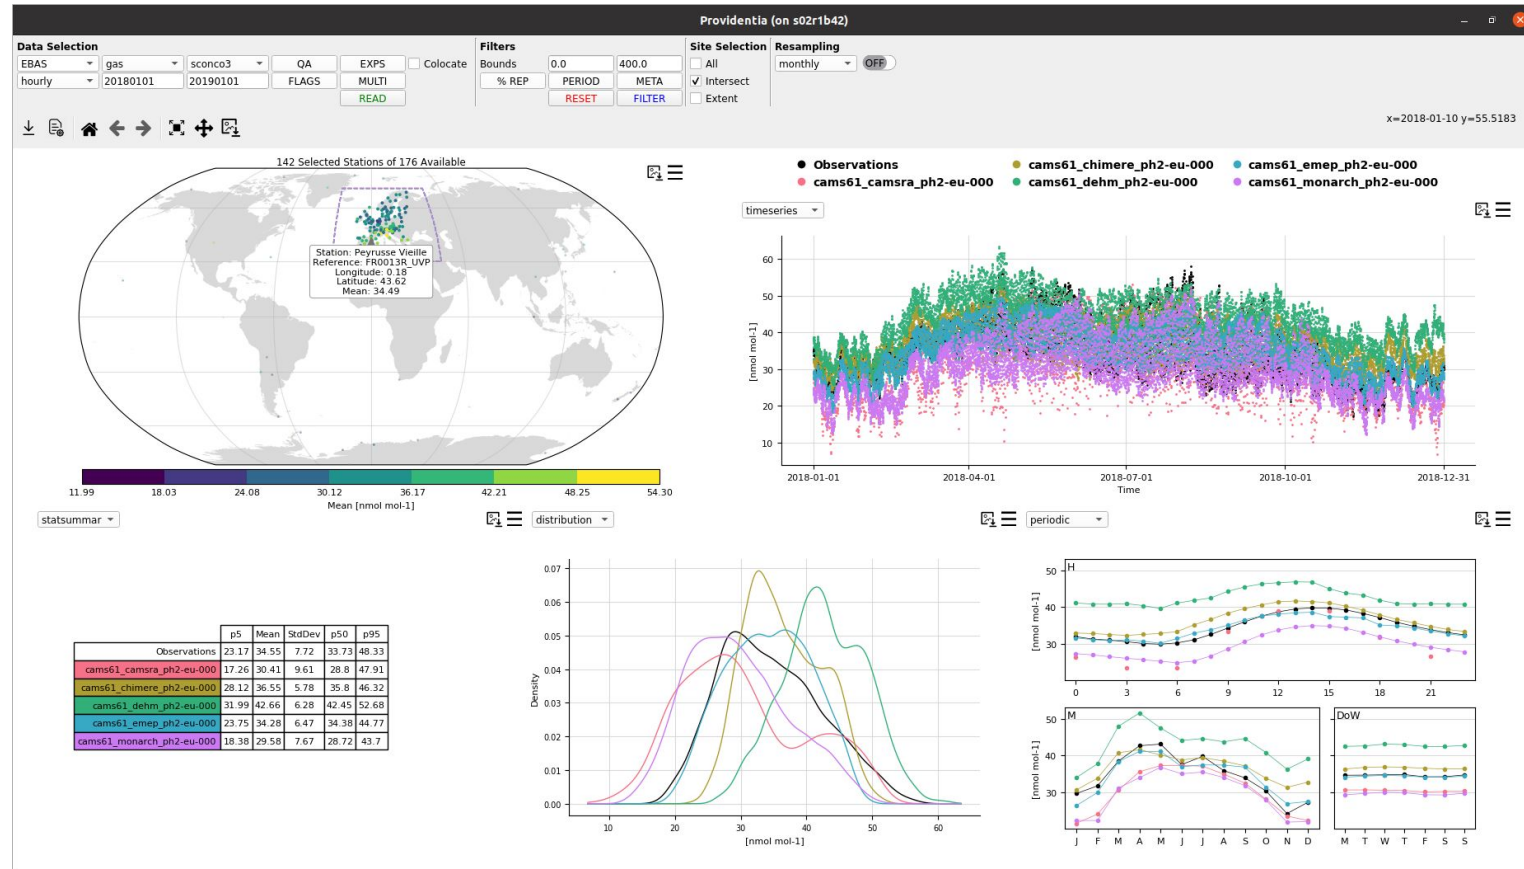 Providentia (on s02r1b42)
Data Selection
Filters
Site Selection
Resampling
EBAS gas sconco3 QA EXPS Colocate
Bounds 0.0 400.0
All
monthly OFF
hourly 20180101 20190101 FLAGS MULTI
% REP PERIOD META
Intersect
READ
RESET FILTER
Extent
x=2018-01-10 y=55.5183
142 Selected Stations of 176 Available
Station: Peyrusse Vieille
Reference: FR0013R_UVP
Longitude: 0.18
Latitude: 43.62
Mean: 34.49
11.99 18.03 24.08 30.12 36.17 42.21 48.25 54.30
Mean [nmol mol-1]
Observations cams61_chimere_ph2-eu-000 cams61_emep_ph2-eu-000
cams61_camsra_ph2-eu-000 cams61_dehm_ph2-eu-000 cams61_monarch_ph2-eu-000
timeseries
60
50
40
30
20
10
[nmol mol-1]
2018-01-01 2018-04-01 2018-07-01 2018-10-01 2018-12-31
Time
statsummar
p5 Mean StdDev p50 p95
Observations 23.17 34.55 7.72 33.73 48.33
cams61_camsra_ph2-eu-000 17.26 30.41 9.61 28.8 47.91
cams61_chimere_ph2-eu-000 28.12 36.55 5.78 35.8 46.32
cams61_dehm_ph2-eu-000 31.99 42.66 6.28 42.45 52.68
cams61_emep_ph2-eu-000 23.75 34.28 6.47 34.38 44.77
cams61_monarch_ph2-eu-000 18.38 29.58 7.67 28.72 43.7
distribution
0.07
0.06
0.05
0.04
0.03
0.02
0.01
0.00
Density
10 20 30 40 50 60
[nmol mol-1]
periodic
H
50
40
30
[nmol mol-1]
0 3 6 9 12 15 18 21
M
50
40
30
[nmol mol-1]
J F M A M J J A S O N D
DoW
M T W T F S S